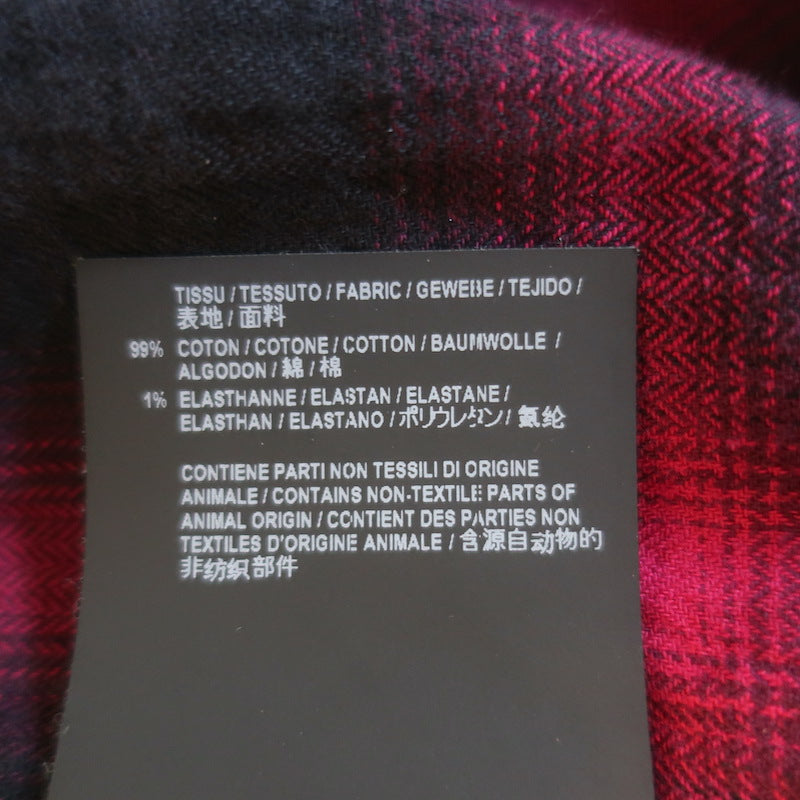 TISSU / TESSUTO / FABRIC / GEWEBE / TEJIDO /
表地 / 面料
99% COTON / COTONE / COTTON / BAUMWOLLE /
ALGODON / 綿 / 棉
1% ELASTHANNE / ELASTAN / ELASTANE /
ELASTHAN / ELASTANO / ポリウレタン / 氨纶
CONTIENE PARTI NON TESSILI DI ORIGINE
ANIMALE / CONTAINS NON-TEXTILE PARTS OF
ANIMAL ORIGIN / CONTIENT DES PARTIES NON
TEXTILES D'ORIGINE ANIMALE / 含源自动物的
非纺织部件